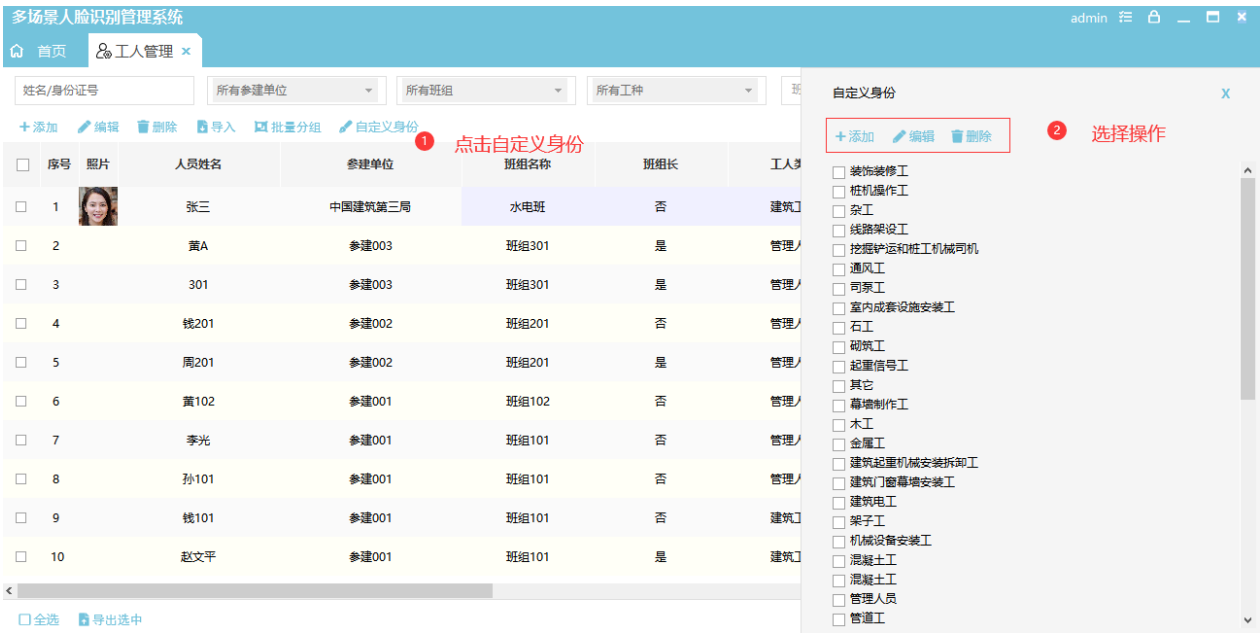 多场景人脸识别管理系统
admin
首页
工人管理 ×
姓名/身份证号 所有参建单位 所有班组 所有工种
+添加 编辑 删除 导入 批量分组 自定义身份
1 点击自定义身份
序号 照片 人员姓名 参建单位 班组名称 班组长 工人
1 张三 中国建筑第三局 水电班 否 建筑
2 黄A 参建003 班组301 是 管理
3 301 参建003 班组301 是 管理
4 钱201 参建002 班组201 否 管理
5 周201 参建002 班组201 是 管理
6 黄102 参建001 班组102 否 管理
7 李光 参建001 班组101 否 管理
8 孙101 参建001 班组101 否 管理
9 钱101 参建001 班组101 否 建筑
10 赵文平 参建001 班组101 是 建筑
全选 导出选中
自定义身份 X
+添加 编辑 删除
2 选择操作
装饰装修工
桩机操作工
杂工
线路架设工
挖掘铲运和桩工机械司机
通风工
司泵工
室内成套设施安装工
石工
砌筑工
起重信号工
其它
幕墙制作工
木工
金属工
建筑起重机械安装拆卸工
建筑门窗幕墙安装工
建筑电工
架子工
机械设备安装工
混凝土工
混凝土工
管理人员
管道工